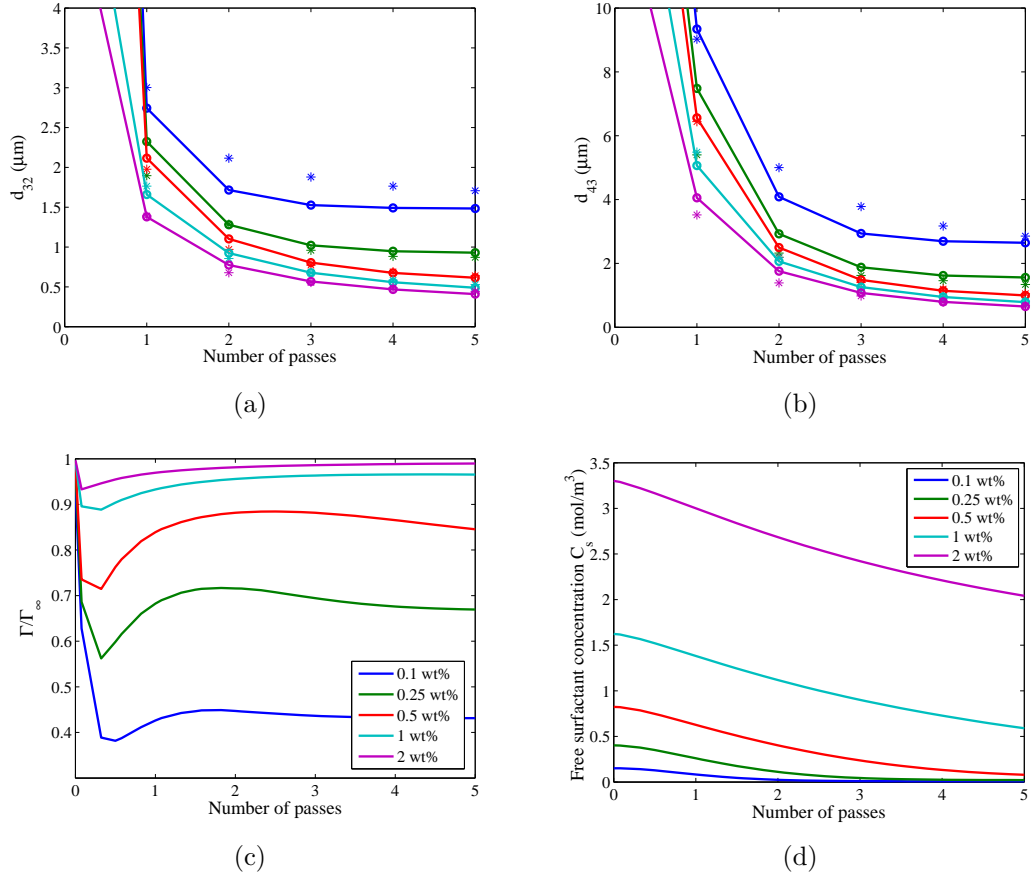 4
3.5
3
2.5
2
1.5
1
0.5
0
d32 (μm)
0 1 2 3 4 5
Number of passes
(a)
10
8
6
4
2
0
d43 (μm)
0 1 2 3 4 5
Number of passes
(b)
1
0.9
0.8
0.7
0.6
0.5
0.4
Γ/Γ∞
0.1 wt%
0.25 wt%
0.5 wt%
1 wt%
2 wt%
0 1 2 3 4 5
Number of passes
(c)
3.5
3
2.5
2
1.5
1
0.5
0
Free surfactant concentration Cs (mol/m³)
0.1 wt%
0.25 wt%
0.5 wt%
1 wt%
2 wt%
0 1 2 3 4 5
Number of passes
(d)